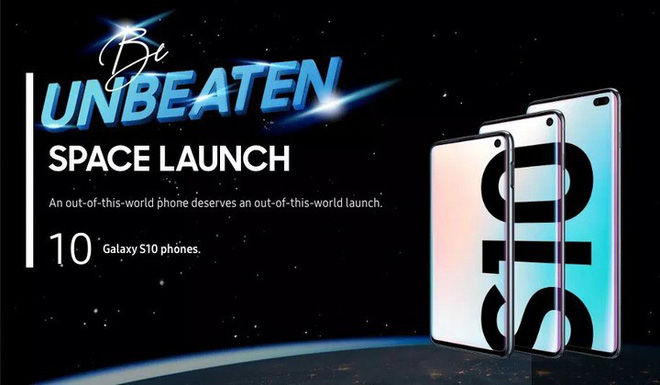 Be
UNBEATEN
SPACE LAUNCH
An out-of-this-world phone deserves an out-of-this-world launch.
10 Galaxy S10 phones.
S10